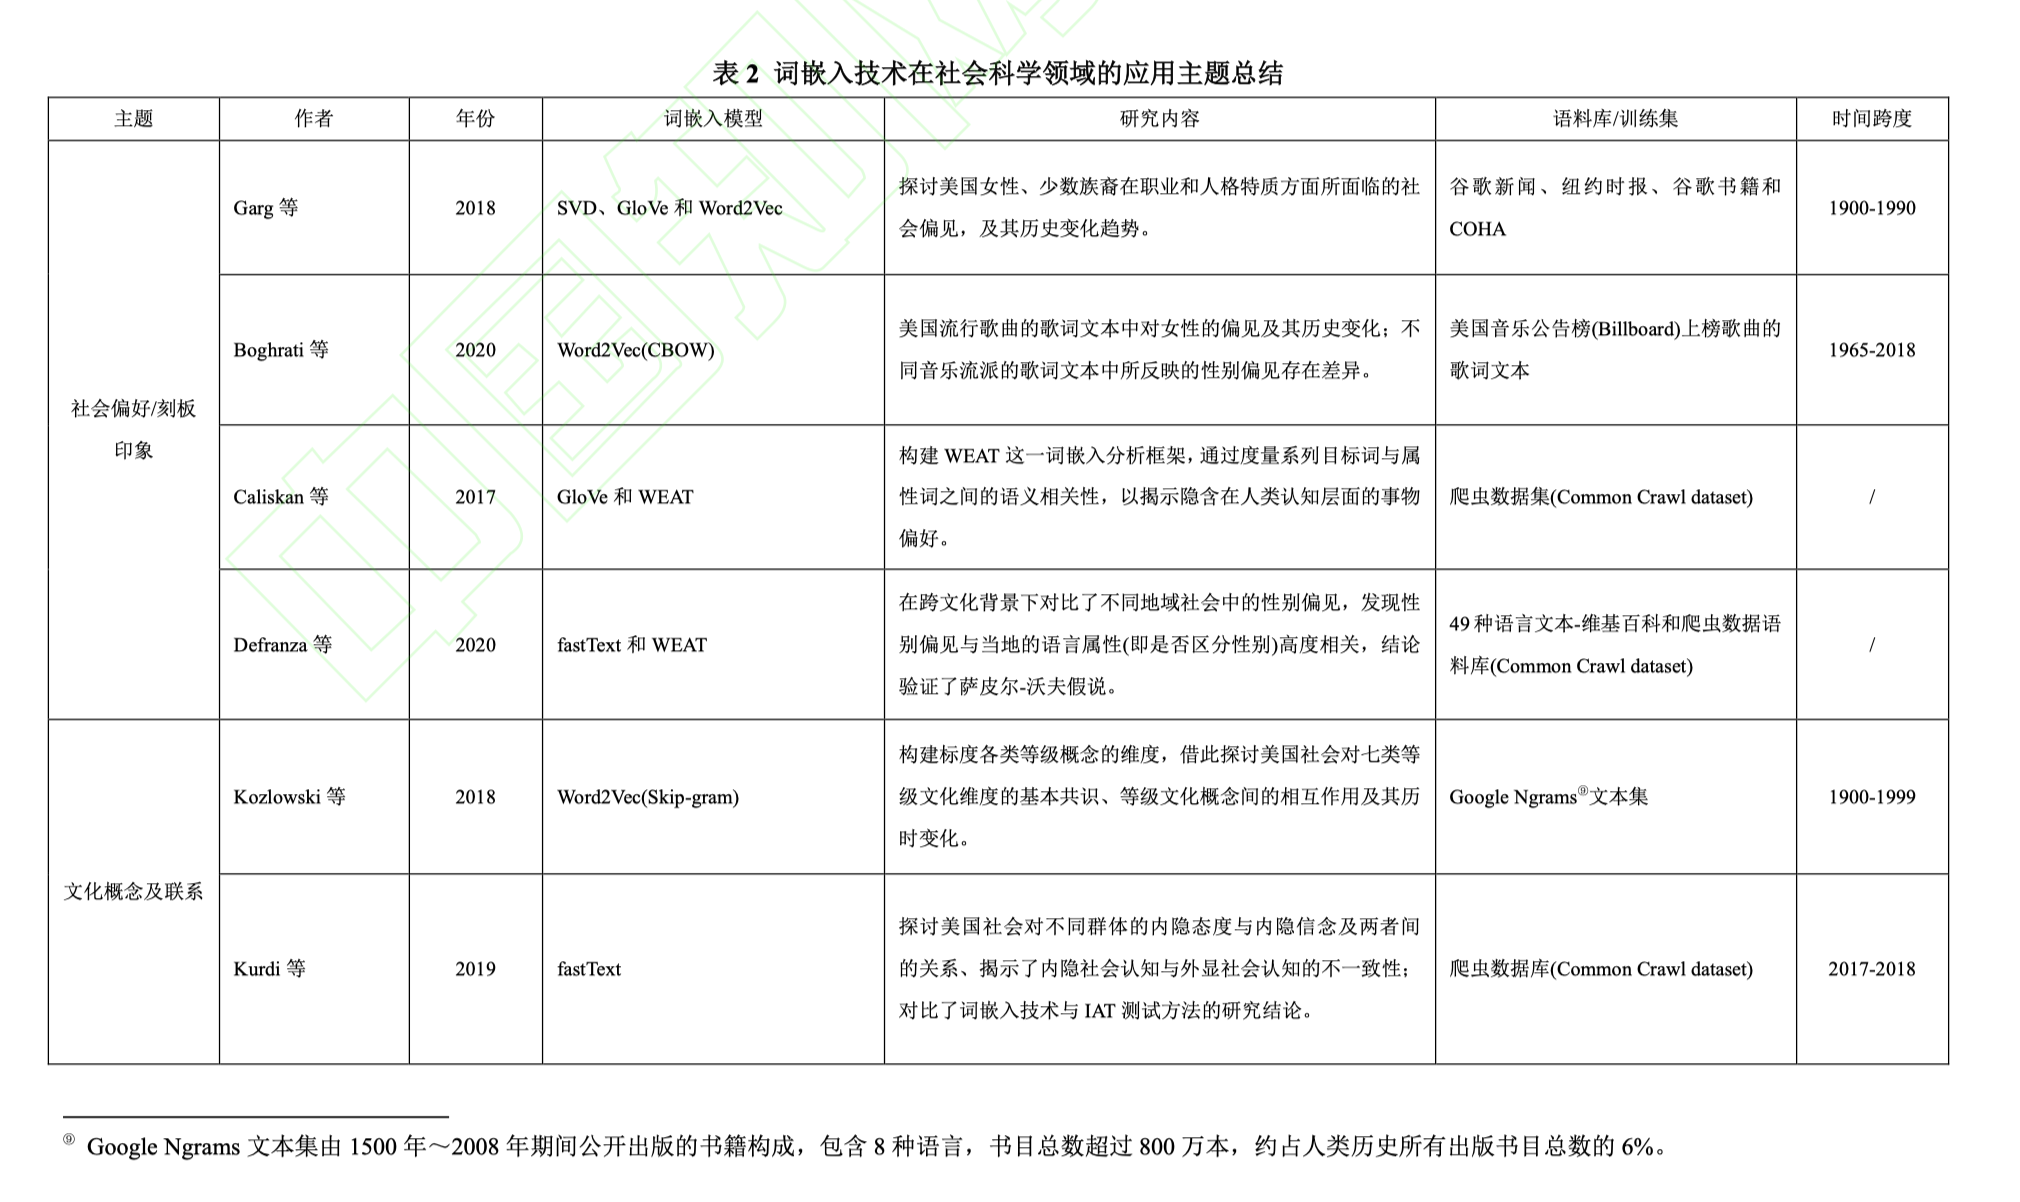 表 2 词嵌入技术在社会科学领域的应用主题总结
主题 作者 年份 词嵌入模型 研究内容 语料库/训练集 时间跨度
社会偏好/刻板
印象
Garg 等 2018 SVD、GloVe 和 Word2Vec
探讨美国女性、少数族裔在职业和人格特质方面所面临的社
会偏见，及其历史变化趋势。
谷歌新闻、纽约时报、谷歌书籍和
COHA
1900-1990
Boghrati 等 2020 Word2Vec(CBOW)
美国流行歌曲的歌词文本中对女性的偏见及其历史变化；不
同音乐流派的歌词文本中所反映的性别偏见存在差异。
美国音乐公告榜(Billboard)上榜歌曲的
歌词文本
1965-2018
Caliskan 等 2017 GloVe 和 WEAT
构建 WEAT 这一词嵌入分析框架，通过度量系列目标词与属
性词之间的语义相关性，以揭示隐含在人类认知层面的事物
偏好。
爬虫数据集(Common Crawl dataset)
/
Defranza 等 2020 fastText 和 WEAT
在跨文化背景下对比了不同地域社会中的性别偏见，发现性
别偏见与当地的语言属性(即是否区分性别)高度相关，结论
验证了萨皮尔-沃夫假说。
49 种语言文本-维基百科和爬虫数据语
料库(Common Crawl dataset)
/
文化概念及联系
Kozlowski 等 2018 Word2Vec(Skip-gram)
构建标度各类等级概念的维度，借此探讨美国社会对七类等
级文化维度的基本共识、等级文化概念间的相互作用及其历
时变化。
Google Ngrams⑨文本集
1900-1999
Kurdi 等 2019 fastText
探讨美国社会对不同群体的内隐态度与内隐信念及两者间
的关系、揭示了内隐社会认知与外显社会认知的不一致性；
对比了词嵌入技术与 IAT 测试方法的研究结论。
爬虫数据库(Common Crawl dataset)
2017-2018
⑨ Google Ngrams 文本集由 1500 年～2008 年期间公开出版的书籍构成，包含 8 种语言，书目总数超过 800 万本，约占人类历史所有出版书目总数的 6%。
中国知网